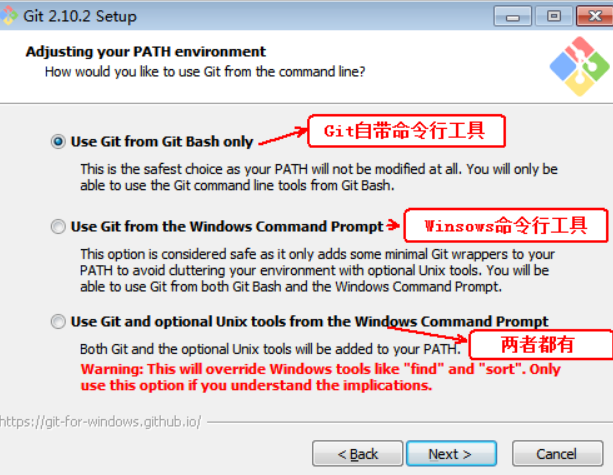 Git 2.10.2 Setup
Adjusting your PATH environment
How would you like to use Git from the command line?
Use Git from Git Bash only
Git自带命令行工具
This is the safest choice as your PATH will not be modified at all. You will only be
able to use the Git command line tools from Git Bash.
Use Git from the Windows Command Prompt
Winsows命令行工具
This option is considered safe as it only adds some minimal Git wrappers to your
PATH to avoid cluttering your environment with optional Unix tools. You will be
able to use Git from both Git Bash and the Windows Command Prompt.
Use Git and optional Unix tools from the Windows Command Prompt
Both Git and the optional Unix tools will be added to your PATH.
两者都有
Warning: This will override Windows tools like "find" and "sort". Only
use this option if you understand the implications.
https://git-for-windows.github.io/
< Back
Next >
Cancel